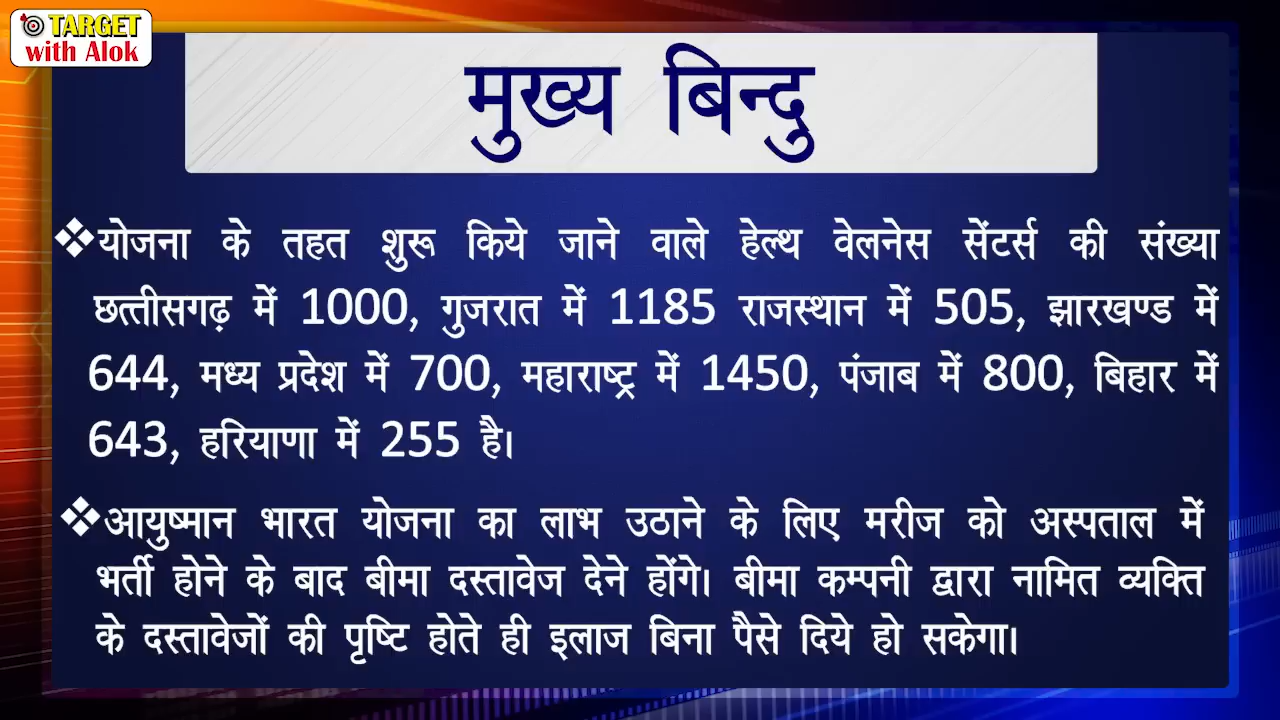 TARGET
with Alok
मुख्य बिन्दु
❖योजना के तहत शुरू किये जाने वाले हेल्थ वेलनेस सेंटर्स की संख्या
छत्तीसगढ़ में 1000, गुजरात में 1185 राजस्थान में 505, झारखण्ड में
644, मध्य प्रदेश में 700, महाराष्ट्र में 1450, पंजाब में 800, बिहार में
643, हरियाणा में 255 है।
❖आयुष्मान भारत योजना का लाभ उठाने के लिए मरीज को अस्पताल में
भर्ती होने के बाद बीमा दस्तावेज देने होंगे। बीमा कम्पनी द्वारा नामित व्यक्ति
के दस्तावेजों की पृष्टि होते ही इलाज बिना पैसे दिये हो सकेगा।